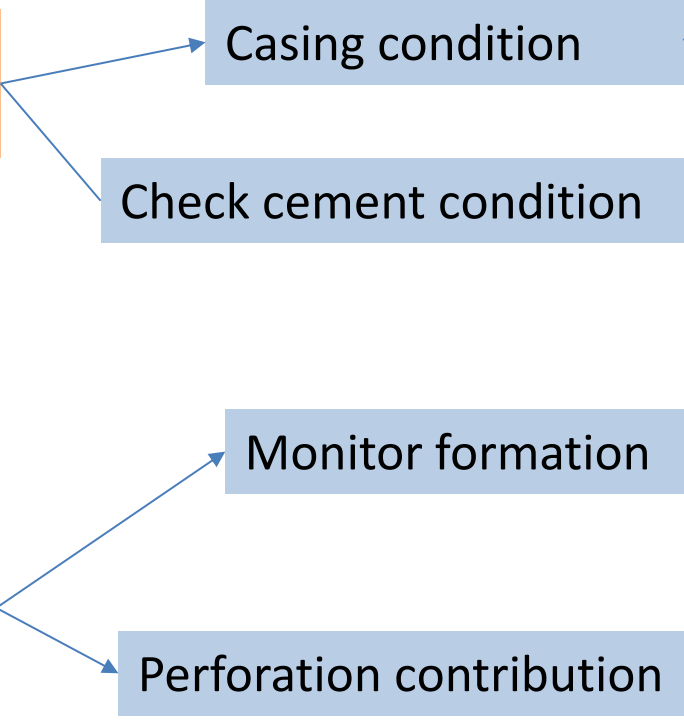 Casing condition
Check cement condition
Monitor formation
Perforation contribution